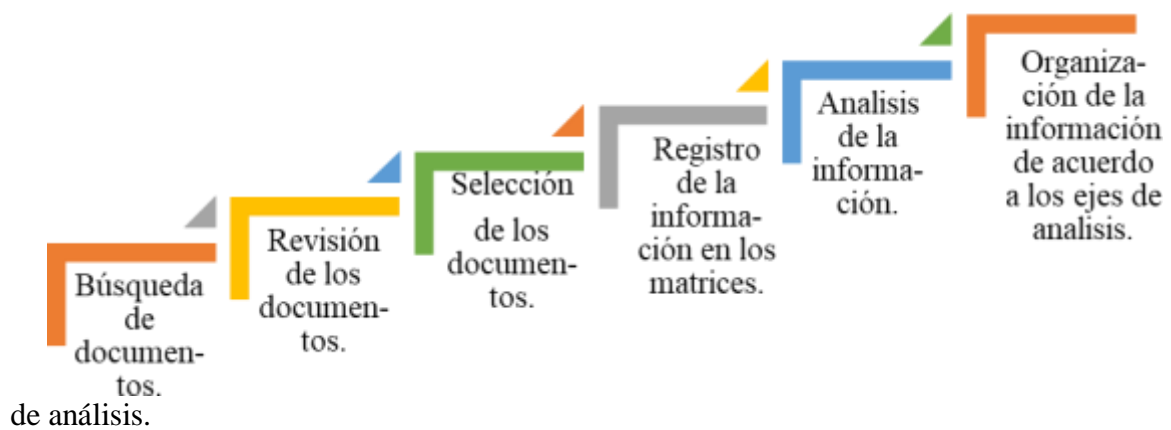 Búsqueda
de
documen-
tos.
Revisión
de los
documen-
tos.
Selección
de los
documen-
tos.
Registro
de la
informa-
ción en los
matrices.
Analisis
de la
informa-
ción.
Organiza-
ción de la
información
de acuerdo
a los ejes de
analisis.
de análisis.